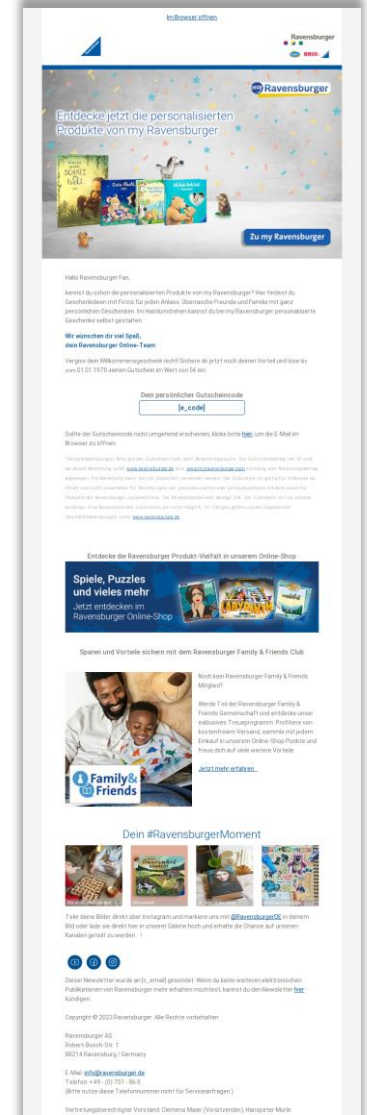 Im Browser öffnen
Ravensburger
BRIO
my Ravensburger
Entdecke jetzt die personalisierten
Produkte von my Ravensburger
Zu my Ravensburger
Hallo Ravensburger Fan,
kennst du schon die personalisierten Produkte von my Ravensburger? Hier findest du
Geschenkideen mit Fotos für jeden Anlass. Überrasche Freunde und Familie mit ganz
persönlichen Geschenken. Im Handumdrehen kannst du bei my Ravensburger personalisierte
Geschenke selbst gestalten.
Wir wünschen dir viel Spaß,
dein Ravensburger Online-Team
Vergiss dein Willkommensgeschenk nicht! Sichere dir jetzt noch deinen Vorteil und löse bis
zum 01.01.1970 deinen Gutschein im Wert von 5€ ein.
Dein persönlicher Gutscheincode
[e_code]
Sollte der Gutscheincode nicht umgehend erscheinen, klicke bitte hier, um die E-Mail im
Browser zu öffnen.
www.ravensburger.de
www.myravensburger.com
www.ravensburger.de
Entdecke die Ravensburger Produkt-Vielfalt in unserem Online-Shop
Spiele, Puzzles
und vieles mehr
Jetzt entdecken im
Ravensburger Online-Shop
LABYRINTH
Sparen und Vorteile sichern mit dem Ravensburger Family & Friends Club
Noch kein Ravensburger Family & Friends
Mitglied?
Werde Teil der Ravensburger Family &
Friends Gemeinschaft und entdecke unser
exklusives Treueprogramm. Profitiere von
kostenfreiem Versand, sammle mit jedem
Einkauf in unserem Online-Shop Punkte und
freue dich auf viele weitere Vorteile.
Jetzt mehr erfahren
Family&
Friends
Dein #RavensburgerMoment
Teile deine Bilder direkt über Instagram und markiere uns mit @RavensburgerDE in deinem
Bild oder lade sie direkt hier in unserer Galerie hoch und erhalte die Chance auf unseren
Kanälen geteilt zu werden !
Dieser Newsletter wurde an [c_email] gesendet. Wenn du keine weiteren elektronischen
Publikationen von Ravensburger mehr erhalten möchtest, kannst du den Newsletter hier
kündigen.
Copyright © 2023 Ravensburger. Alle Rechte vorbehalten.
Ravensburger AG
Robert-Bosch-Str. 1
88214 Ravensburg / Germany
E-Mail: info@ravensburger.de
Telefon: +49 - (0) 751 - 86 0
(Bitte nutze diese Telefonnummer nicht für Serviceanfragen.)
Vertretungsberechtigter Vorstand: Clemens Maier (Vorsitzender), Hanspeter Mürle